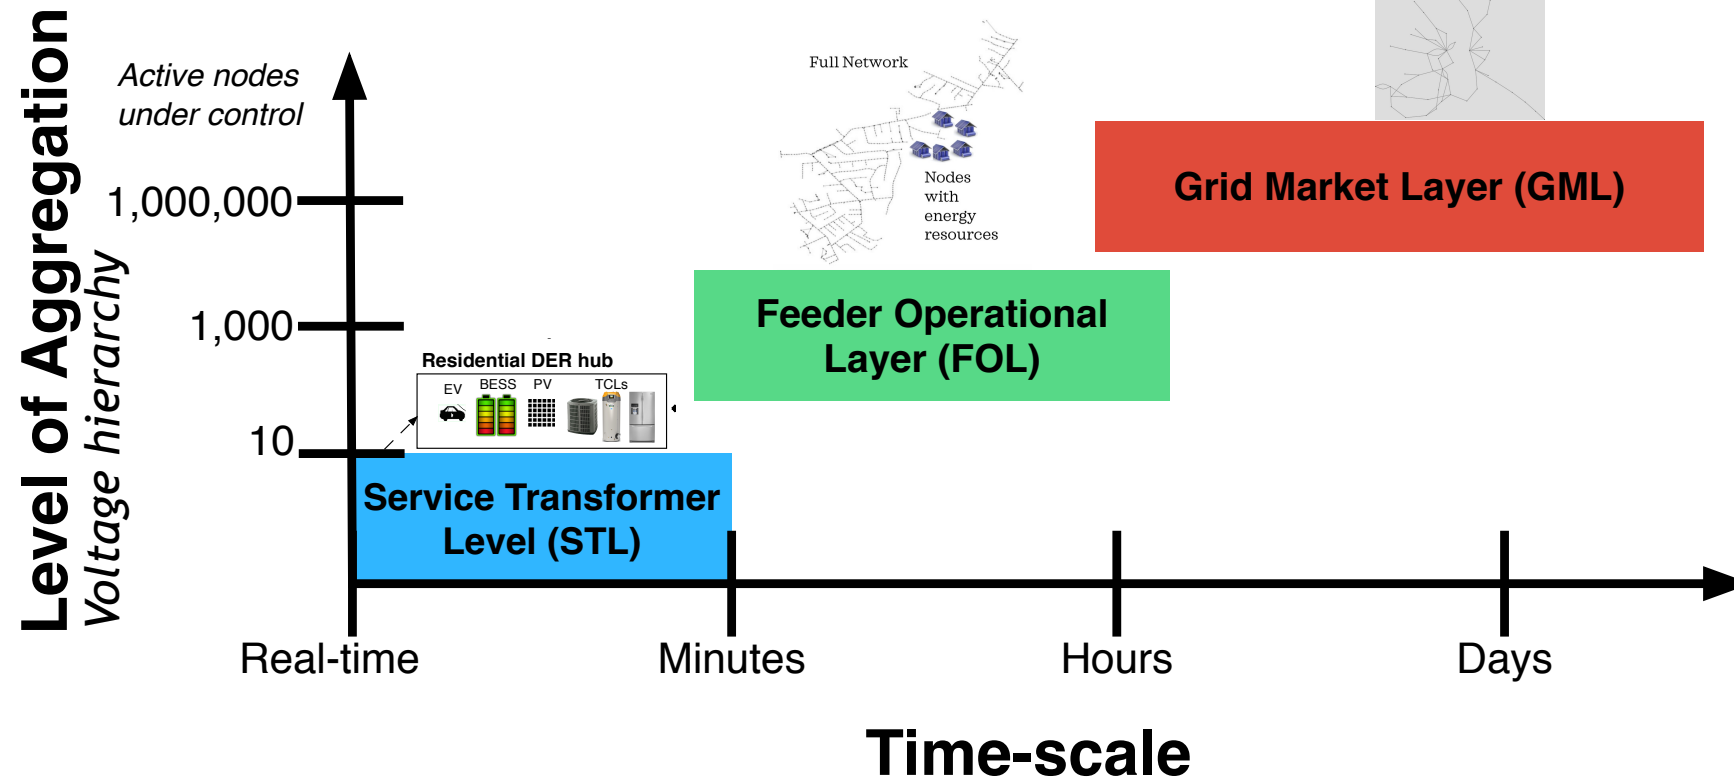 Level of Aggregation
Voltage hierarchy
Active nodes
under control
1,000,000
1,000
10
Full Network
Nodes
with
energy
resources
Grid Market Layer (GML)
Feeder Operational
Layer (FOL)
Residential DER hub
EV BESS PV TCLs
Service Transformer
Level (STL)
Real-time Minutes Hours Days
Time-scale